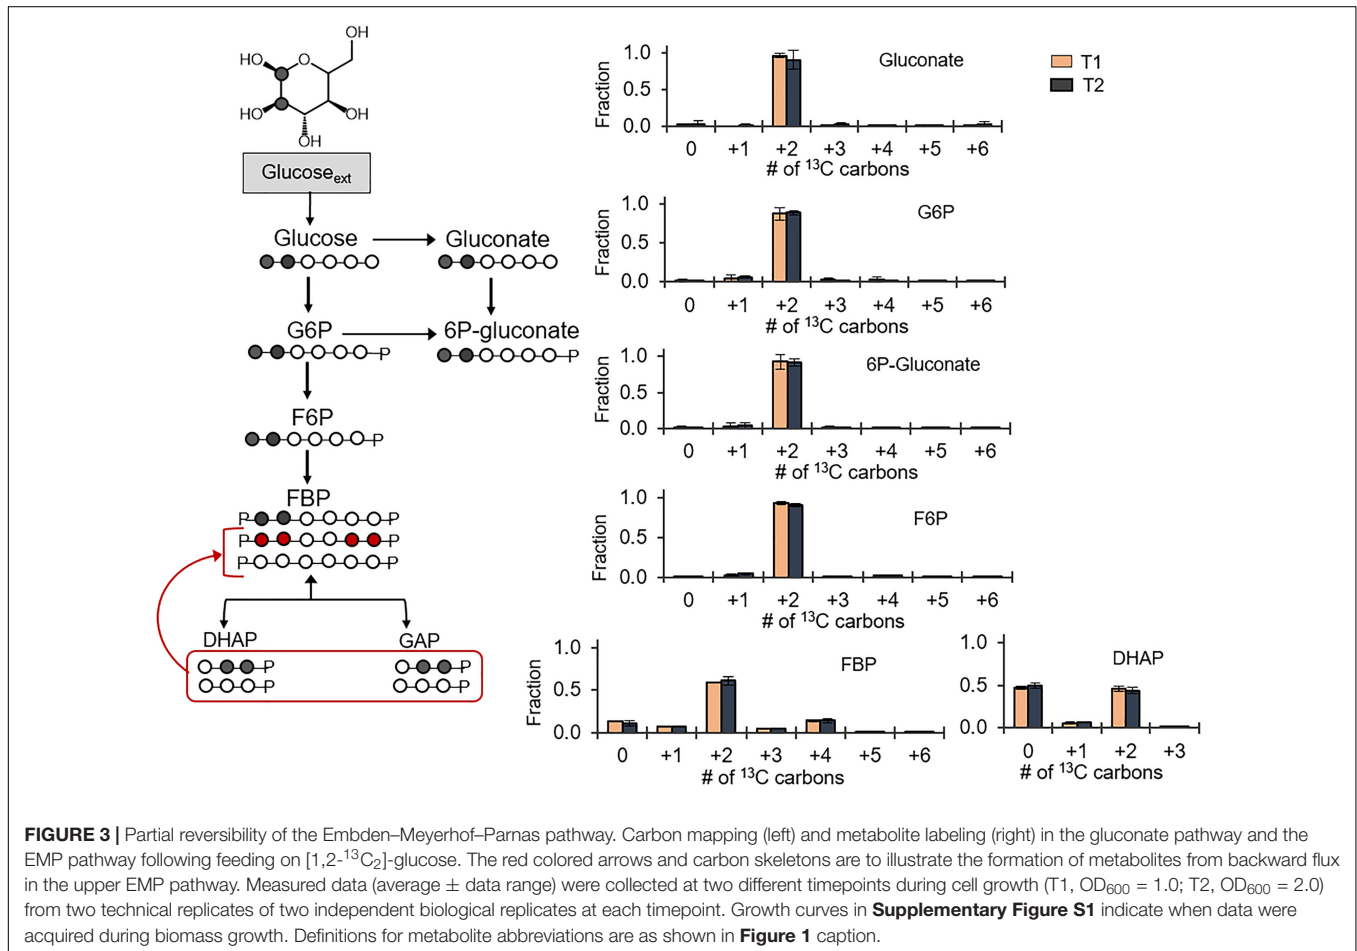 OH
HO
O
HO
OH
OH
Glucoseext
Glucose
Gluconate
G6P
6P-gluconate
P
P
F6P
P
FBP
P P
P P
P P
DHAP
GAP
P P
P P
Fraction
1.0
0.5
0.0
Gluconate
T1
T2
0 +1 +2 +3 +4 +5 +6
# of 13C carbons
Fraction
1.0
0.5
0.0
G6P
0 +1 +2 +3 +4 +5 +6
# of 13C carbons
Fraction
1.0
0.5
0.0
6P-Gluconate
0 +1 +2 +3 +4 +5 +6
# of 13C carbons
Fraction
1.0
0.5
0.0
F6P
0 +1 +2 +3 +4 +5 +6
# of 13C carbons
Fraction
1.0
0.5
0.0
FBP
0 +1 +2 +3 +4 +5 +6
# of 13C carbons
1.0
0.5
0.0
DHAP
0 +1 +2 +3
# of 13C carbons
FIGURE 3 | Partial reversibility of the Embden–Meyerhof–Parnas pathway. Carbon mapping (left) and metabolite labeling (right) in the gluconate pathway and the
EMP pathway following feeding on [1,2-13C2]-glucose. The red colored arrows and carbon skeletons are to illustrate the formation of metabolites from backward flux
in the upper EMP pathway. Measured data (average ± data range) were collected at two different timepoints during cell growth (T1, OD600 = 1.0; T2, OD600 = 2.0)
from two technical replicates of two independent biological replicates at each timepoint. Growth curves in Supplementary Figure S1 indicate when data were
acquired during biomass growth. Definitions for metabolite abbreviations are as shown in Figure 1 caption.